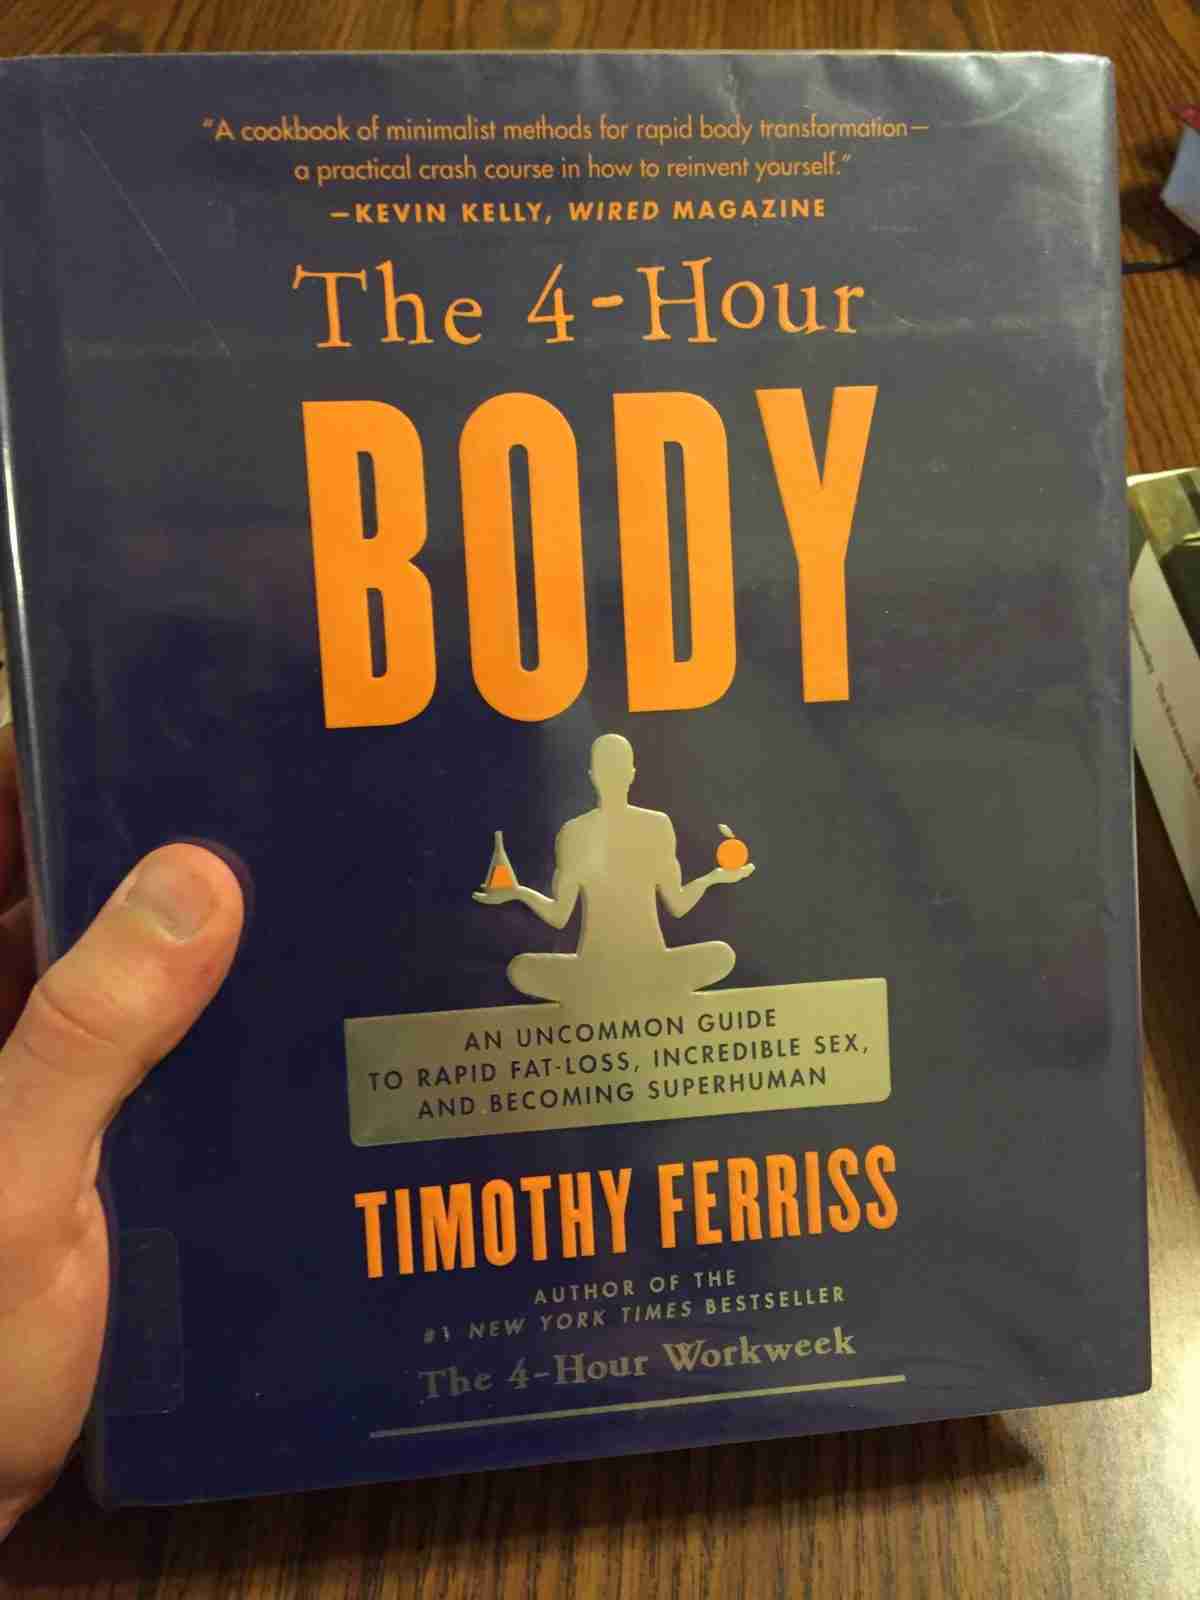 "A cookbook of minimalist methods for rapid body transformation—
a practical crash course in how to reinvent yourself."
—KEVIN KELLY, WIRED MAGAZINE
The 4-Hour
BODY
AN UNCOMMON GUIDE
TO RAPID FAT-LOSS, INCREDIBLE SEX,
AND BECOMING SUPERHUMAN
TIMOTHY FERRISS
AUTHOR OF THE
#1 NEW YORK TIMES BESTSELLER
The 4-Hour Workweek